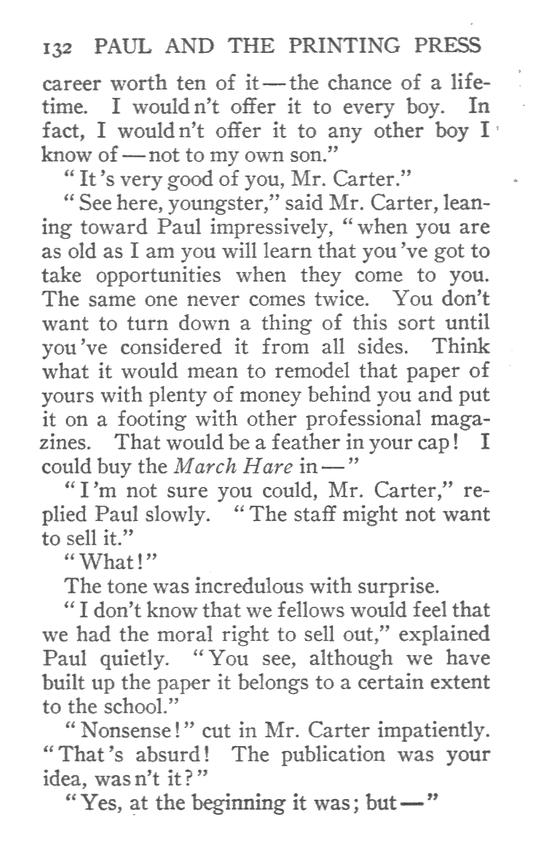 132 PAUL AND THE PRINTING PRESS
career worth ten of it—the chance of a life-
time. I wouldn't offer it to every boy. In
fact, I wouldn't offer it to any other boy I
know of—not to my own son."
"It's very good of you, Mr. Carter."
"See here, youngster," said Mr. Carter, lean-
ing toward Paul impressively, "when you are
as old as I am you will learn that you've got to
take opportunities when they come to you.
The same one never comes twice. You don't
want to turn down a thing of this sort until
you've considered it from all sides. Think
what it would mean to remodel that paper of
yours with plenty of money behind you and put
it on a footing with other professional maga-
zines. That would be a feather in your cap! I
could buy the March Hare in—"
"I'm not sure you could, Mr. Carter," re-
plied Paul slowly. "The staff might not want
to sell it."
"What!"
The tone was incredulous with surprise.
"I don't know that we fellows would feel that
we had the moral right to sell out," explained
Paul quietly. "You see, although we have
built up the paper it belongs to a certain extent
to the school."
"Nonsense!" cut in Mr. Carter impatiently.
"That's absurd! The publication was your
idea, wasn't it?"
"Yes, at the beginning it was; but—"